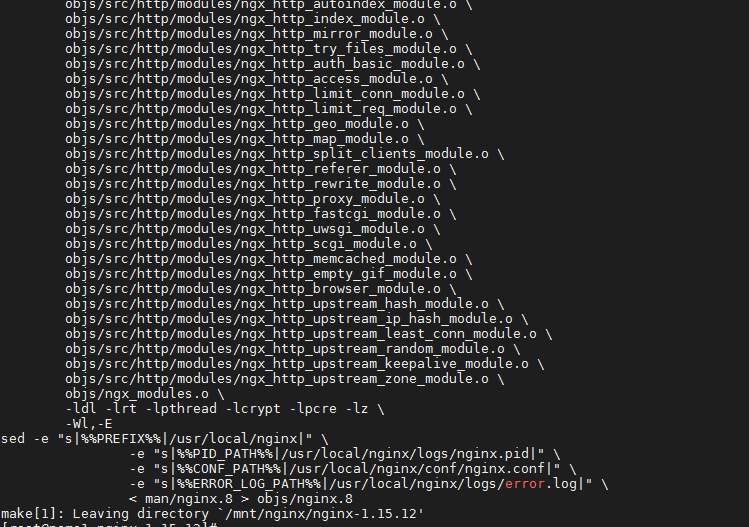 objs/src/http/modules/ngx_http_autoindex_module.o \
objs/src/http/modules/ngx_http_index_module.o \
objs/src/http/modules/ngx_http_mirror_module.o \
objs/src/http/modules/ngx_http_try_files_module.o \
objs/src/http/modules/ngx_http_auth_basic_module.o \
objs/src/http/modules/ngx_http_access_module.o \
objs/src/http/modules/ngx_http_limit_conn_module.o \
objs/src/http/modules/ngx_http_limit_req_module.o \
objs/src/http/modules/ngx_http_geo_module.o \
objs/src/http/modules/ngx_http_map_module.o \
objs/src/http/modules/ngx_http_split_clients_module.o \
objs/src/http/modules/ngx_http_referer_module.o \
objs/src/http/modules/ngx_http_rewrite_module.o \
objs/src/http/modules/ngx_http_proxy_module.o \
objs/src/http/modules/ngx_http_fastcgi_module.o \
objs/src/http/modules/ngx_http_uwsgi_module.o \
objs/src/http/modules/ngx_http_scgi_module.o \
objs/src/http/modules/ngx_http_memcached_module.o \
objs/src/http/modules/ngx_http_empty_gif_module.o \
objs/src/http/modules/ngx_http_browser_module.o \
objs/src/http/modules/ngx_http_upstream_hash_module.o \
objs/src/http/modules/ngx_http_upstream_ip_hash_module.o \
objs/src/http/modules/ngx_http_upstream_least_conn_module.o \
objs/src/http/modules/ngx_http_upstream_random_module.o \
objs/src/http/modules/ngx_http_upstream_keepalive_module.o \
objs/src/http/modules/ngx_http_upstream_zone_module.o \
objs/ngx_modules.o \
-ldl -lrt -lpthread -lcrypt -lpcre -lz \
-Wl,-E
sed -e "s|%%PREFIX%%|/usr/local/nginx|" \
-e "s|%%PID_PATH%%|/usr/local/nginx/logs/nginx.pid|" \
-e "s|%%CONF_PATH%%|/usr/local/nginx/conf/nginx.conf|" \
-e "s|%%ERROR_LOG_PATH%%|/usr/local/nginx/logs/error.log|" \
< man/nginx.8 > objs/nginx.8
make[1]: Leaving directory `/mnt/nginx/nginx-1.15.12'